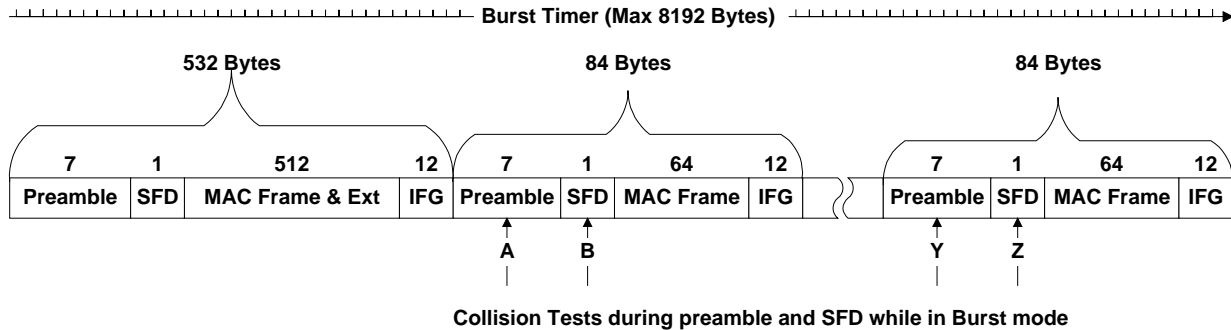 Burst Timer (Max 8192 Bytes)
532 Bytes 84 Bytes 84 Bytes
7 1 512 12 7 1 64 12 7 1 64 12
Preamble SFD MAC Frame & Ext IFG Preamble SFD MAC Frame IFG Preamble SFD MAC Frame IFG
A B Y Z
Collision Tests during preamble and SFD while in Burst mode